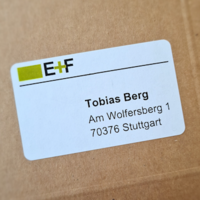 E+F
Tobias Berg
Am Wolfersberg 1
70376 Stuttgart